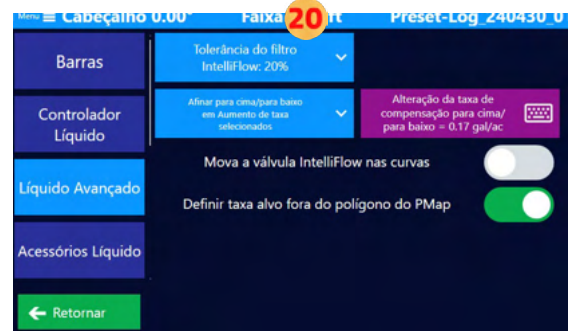 Menu ≡ Cabeçalho 0.00° Faixa 20 ft Preset-Log_240430_0
Barras
Tolerância do filtro
IntelliFlow: 20%
Controlador
Líquido
Afinar para cima/para baixo
em Aumento de taxa
selecionados
Alteração da taxa de
compensação para cima/
para baixo = 0.17 gal/ac
Mova a válvula IntelliFlow nas curvas
Líquido Avançado
Definir taxa alvo fora do polígono do PMap
Acessórios Líquido
← Retornar